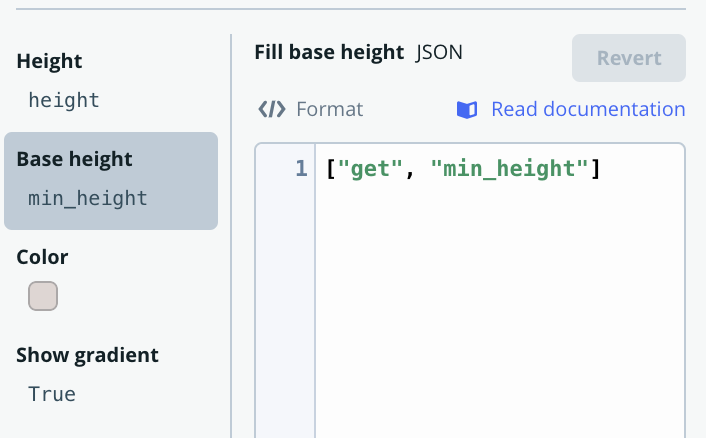 Height
height
Base height
min_height
Color
Show gradient
True
Fill base height JSON
Revert
</> Format
Read documentation
1 ["get", "min_height"]